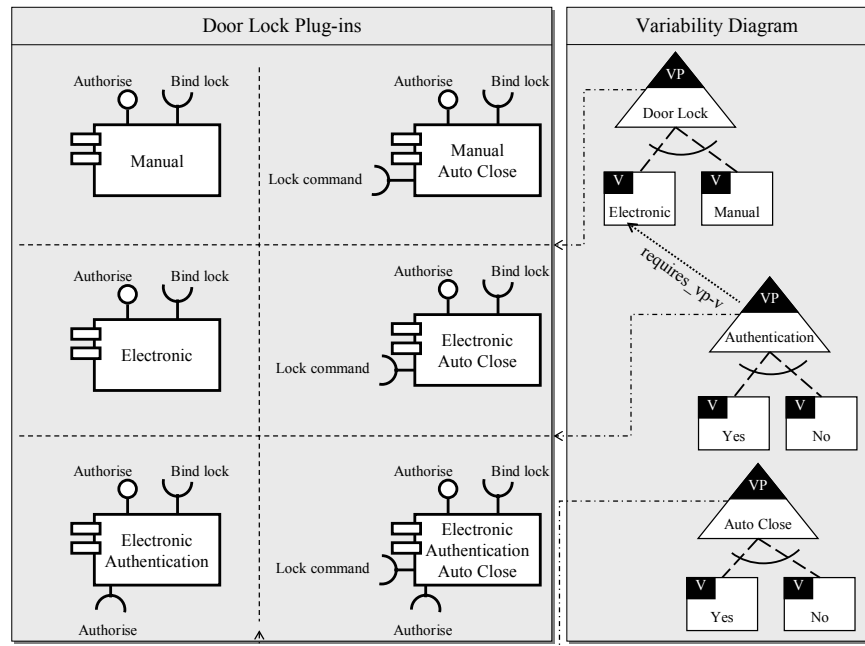 Door Lock Plug-ins
Authorise Bind lock
Manual
Authorise Bind lock
Manual
Auto Close
Lock command
Authorise Bind lock
Electronic
Authorise Bind lock
Electronic
Auto Close
Lock command
Authorise Bind lock
Electronic
Authentication
Authorise
Authorise Bind lock
Electronic
Authentication
Auto Close
Lock command
Authorise
Variability Diagram
VP
Door Lock
V
Electronic
V
Manual
requires_vp-v
VP
Authentication
V
Yes
V
No
VP
Auto Close
V
Yes
V
No